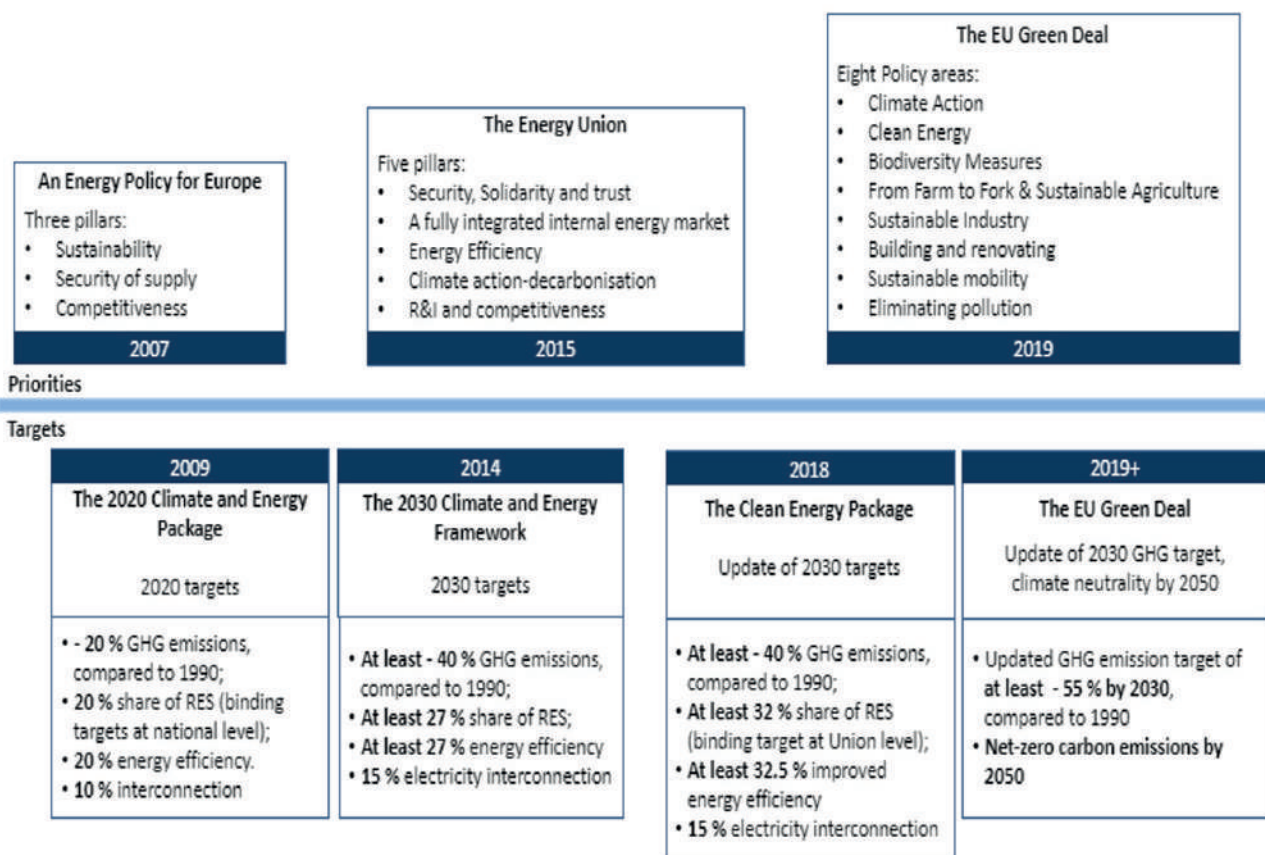 An Energy Policy for Europe
Three pillars:
• Sustainability
• Security of supply
• Competitiveness
2007
The Energy Union
Five pillars:
• Security, Solidarity and trust
• A fully integrated internal energy market
• Energy Efficiency
• Climate action-decarbonisation
• R&I and competitiveness
2015
The EU Green Deal
Eight Policy areas:
• Climate Action
• Clean Energy
• Biodiversity Measures
• From Farm to Fork & Sustainable Agriculture
• Sustainable Industry
• Building and renovating
• Sustainable mobility
• Eliminating pollution
2019
Priorities
Targets
2009
The 2020 Climate and Energy
Package
2020 targets
• - 20 % GHG emissions,
compared to 1990;
• 20 % share of RES (binding
targets at national level);
• 20 % energy efficiency.
• 10 % interconnection
2014
The 2030 Climate and Energy
Framework
2030 targets
• At least - 40 % GHG emissions,
compared to 1990;
• At least 27 % share of RES;
• At least 27 % energy efficiency
• 15 % electricity interconnection
2018
The Clean Energy Package
Update of 2030 targets
• At least - 40 % GHG emissions,
compared to 1990;
• At least 32 % share of RES
(binding target at Union level);
• At least 32.5 % improved
energy efficiency
• 15 % electricity interconnection
2019+
The EU Green Deal
Update of 2030 GHG target,
climate neutrality by 2050
• Updated GHG emission target of
at least - 55 % by 2030,
compared to 1990
• Net-zero carbon emissions by
2050